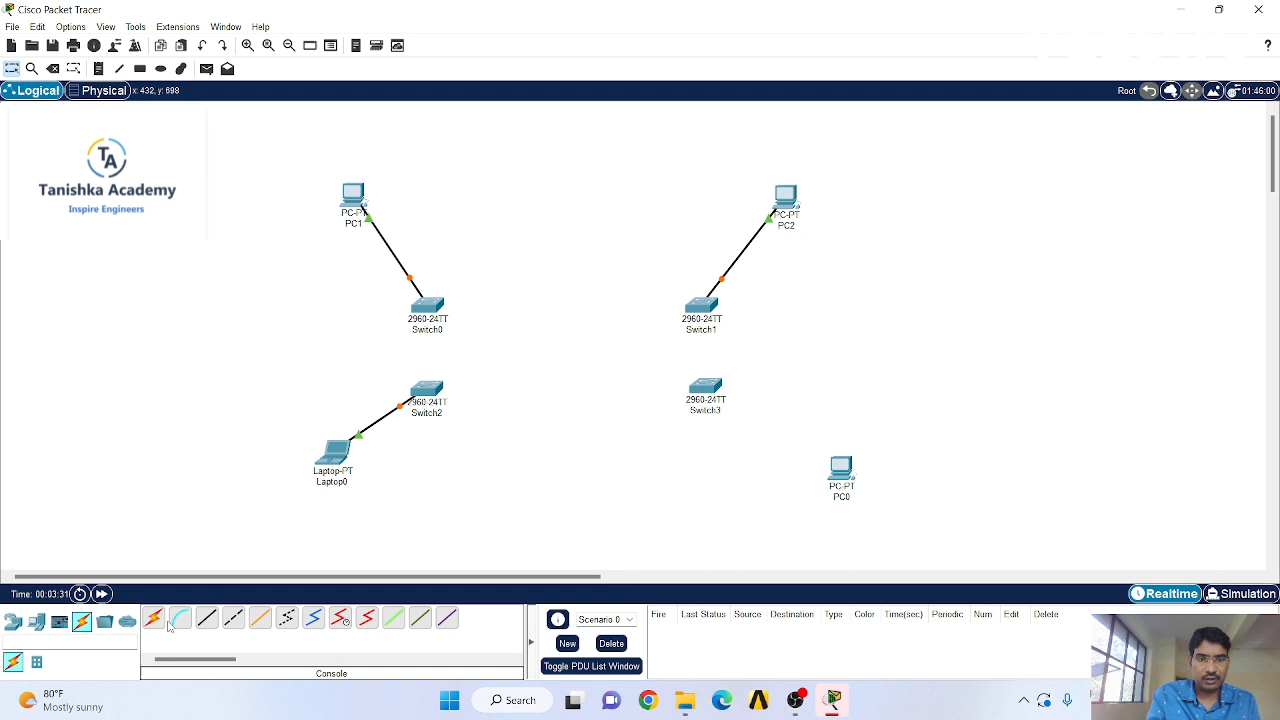 Cisco Packet Tracer
File Edit Options View Tools Extensions Window Help
?
Logical Physical x: 432, y: 698 Root 01:46:00
TA
Tanishka Academy
Inspire Engineers
PC-PT
PC1
PC-PT
PC2
2960-24TT
Switch0
2960-24TT
Switch1
2960-24TT
Switch2
2960-24TT
Switch3
Laptop-PT
Laptop0
PC-PT
PC0
Time: 00:03:31 Realtime Simulation
Scenario 0 Fire Last Status Source Destination Type Color Time(sec) Periodic Num Edit Delete
New Delete
Toggle PDU List Window
Console
80°F
Mostly sunny
Search